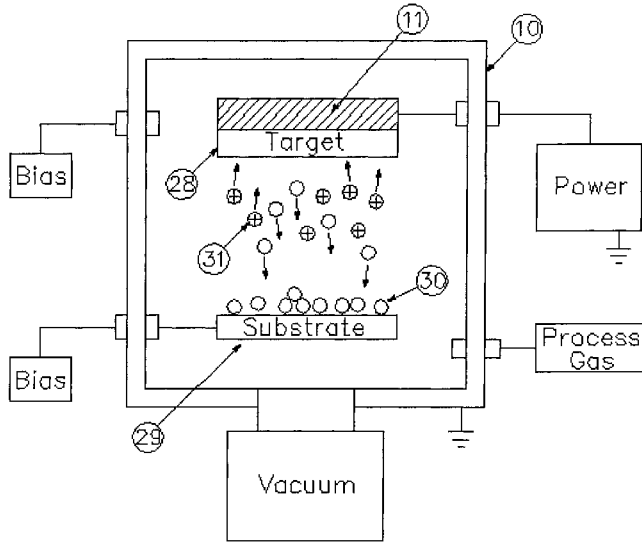 11
10
Target
28
Bias
Power
31
30
Substrate
Process
Gas
Bias
29
Vacuum